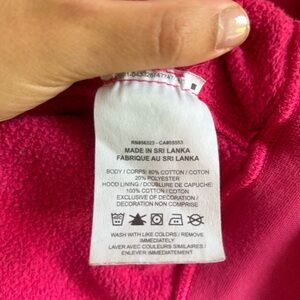 RN#56323 - CA#05553
MADE IN SRI LANKA
FABRIQUE AU SRI LANKA
BODY / CORPS: 80% COTTON / COTON
20% POLYESTER
HOOD LINING / DOUBLURE DE CAPUCHE:
100% COTTON / COTON
EXCLUSIVE OF DECORATION /
DECORATION NON COMPRISE
WASH WITH LIKE COLORS / REMOVE
IMMEDIATELY
LAVER AVEC COULEURS SIMILAIRES /
ENLEVER IMMEDIATEMENT